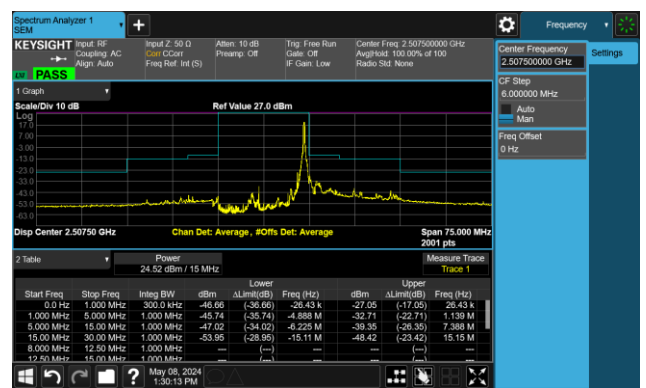 Spectrum Analyzer 1
SEM
Frequency
KEYSIGHT
Input: RF
Coupling: AC
Align: Auto
Input Z: 50 Ω
Corr CCorr
Freq Ref: Int (S)
Atten: 10 dB
Preamp: Off
Trig: Free Run
Gate: Off
IF Gain: Low
Center Freq: 2.507500000 GHz
Avg|Hold: 100.00% of 100
Radio Std: None
LW PASS
Center Frequency
2.507500000 GHz
Settings
CF Step
6.000000 MHz
Auto
Man
Freq Offset
0 Hz
1 Graph
Scale/Div 10 dB
Ref Value 27.0 dBm
Log
17.0
7.00
-3.00
-13.0
-23.0
-33.0
-43.0
-53.0
-63.0
Disp Center 2.50750 GHz
Chan Det: Average, #Offs Det: Average
Span 75.000 MHz
2001 pts
2 Table
Power
24.52 dBm / 15 MHz
Measure Trace
Trace 1
Lower Upper
Start Freq Stop Freq Integ BW dBm ΔLimit(dB) Freq (Hz) dBm ΔLimit(dB) Freq (Hz)
0.0 Hz 1.000 MHz 300.0 kHz -46.66 (-36.66) -26.43 k -27.05 (-17.05) 26.43 k
1.000 MHz 5.000 MHz 1.000 MHz -45.74 (-35.74) -4.888 M -32.71 (-22.71) 1.139 M
5.000 MHz 15.00 MHz 1.000 MHz -47.02 (-34.02) -6.225 M -39.35 (-26.35) 7.388 M
15.00 MHz 30.00 MHz 1.000 MHz -53.95 (-28.95) -15.11 M -48.42 (-23.42) 15.15 M
8.000 MHz 12.50 MHz 1.000 MHz --- (---) --- --- (---) ---
12.50 MHz 15.00 MHz 1.000 MHz --- (---) --- --- (---) ---
?
May 08, 2024
1:30:13 PM